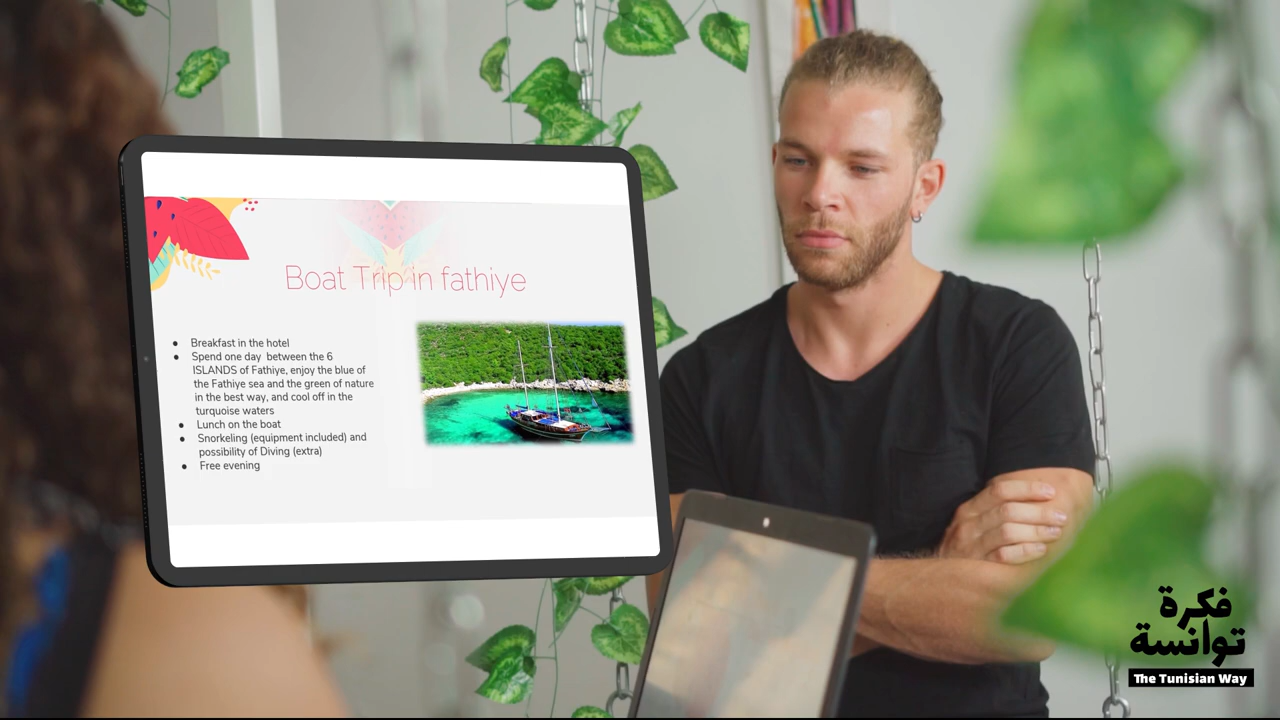 Boat Trip in fathiye
• Breakfast in the hotel
• Spend one day between the 6
ISLANDS of Fathiye, enjoy the blue of
the Fathiye sea and the green of nature
in the best way, and cool off in the
turquoise waters
• Lunch on the boat
• Snorkeling (equipment included) and
possibility of Diving (extra)
• Free evening
فكرة
توانسة
The Tunisian Way